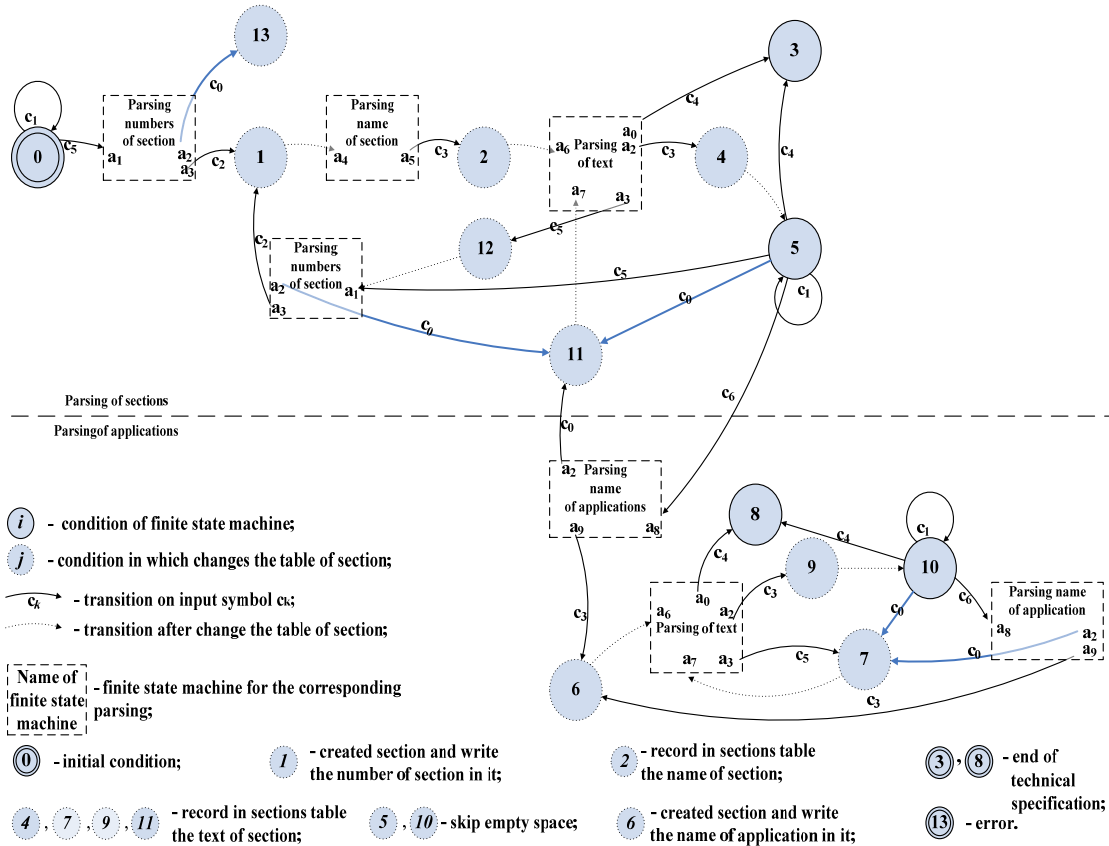 13
3
c₀
c₄
c₁
Parsing
numbers
of section
Parsing
name
of section
a₀
Parsing
of text
0
c₅
a₁
a₂
a₃
c₂
1
a₄
a₅
c₃
2
a₆
a₂
c₃
4
c₄
a₇
a₃
c₅
12
5
c₂
Parsing
numbers
of section
a₂
a₁
a₃
c₅
c₀
c₁
c₀
11
c₆
Parsing of sections
Parsingof applications
c₀
a₂ Parsing
name
of applications
a₉
a₈
i - condition of finite state machine;
j - condition in which changes the table of section;
cₖ - transition on input symbol cₖ;
- transition after change the table of section;
Name of
finite state
machine
- finite state machine for the corresponding
parsing;
c₃
6
8
c₄
c₄
c₁
9
10
c₃
c₆
Parsing name
of application
a₈
a₂
a₉
a₀
a₆
a₂
Parsing of text
a₇
a₃
c₅
7
c₀
c₀
c₃
0 - initial condition;
1 - created section and write
the number of section in it;
2 - record in sections table
the name of section;
3 , 8 - end of
technical
specification;
4 , 7 , 9 , 11 - record in sections table
the text of section;
5 , 10 - skip empty space;
6 - created section and write
the name of application in it;
13 - error.